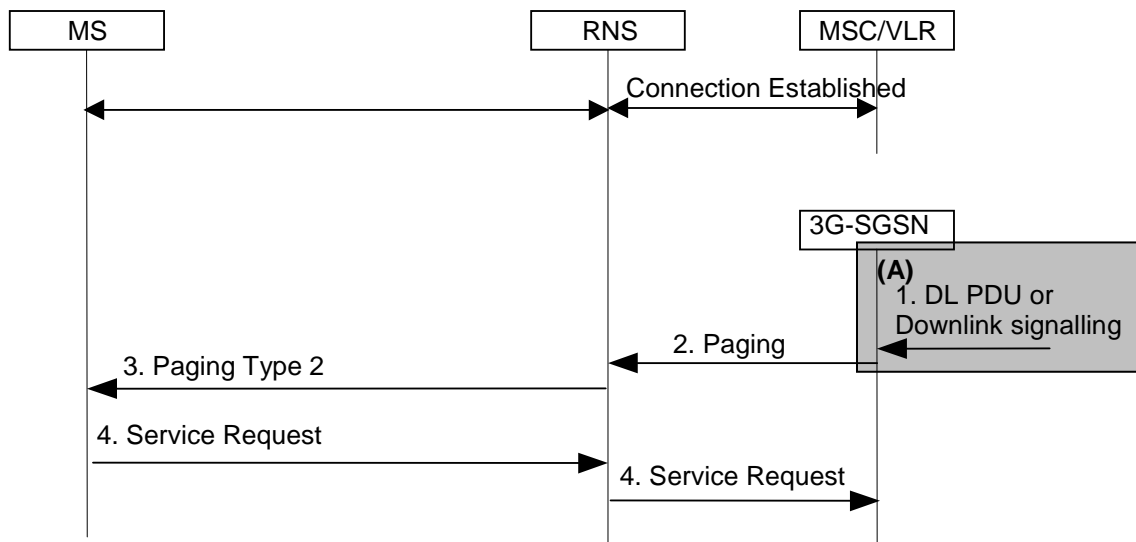 MS
RNS
MSC/VLR
Connection Established
3G-SGSN
(A)
1. DL PDU or
Downlink signalling
2. Paging
3. Paging Type 2
4. Service Request
4. Service Request